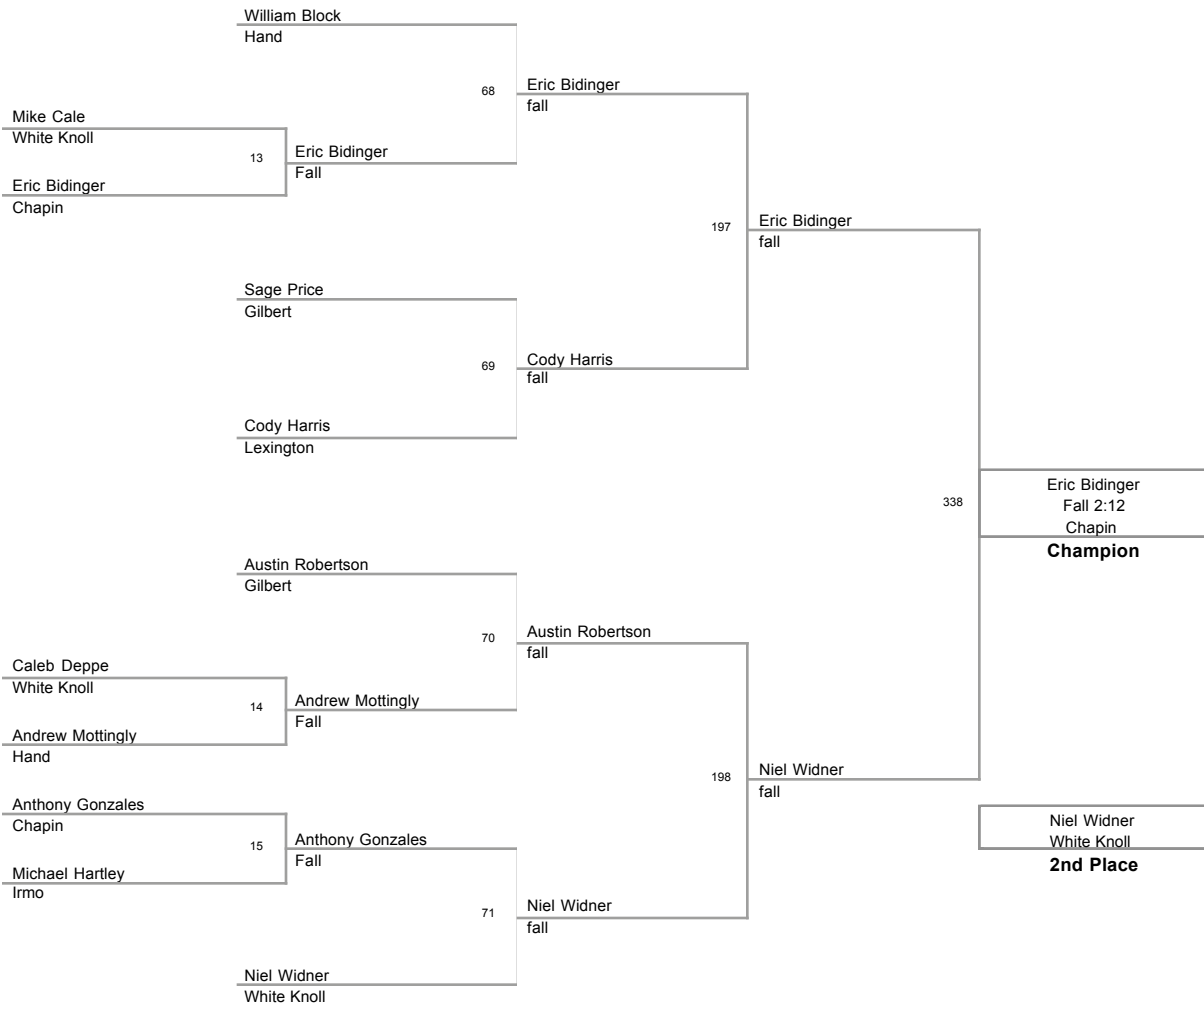 William Block
Hand
68
Eric Bidinger
fall
Mike Cale
White Knoll
13
Eric Bidinger
Fall
Eric Bidinger
Chapin
197
Eric Bidinger
fall
Sage Price
Gilbert
69
Cody Harris
fall
Cody Harris
Lexington
338
Eric Bidinger
Fall 2:12
Chapin
Champion
Austin Robertson
Gilbert
70
Austin Robertson
fall
Caleb Deppe
White Knoll
14
Andrew Mottingly
Fall
Andrew Mottingly
Hand
198
Niel Widner
fall
Anthony Gonzales
Chapin
15
Anthony Gonzales
Fall
Michael Hartley
Irmo
Niel Widner
White Knoll
2nd Place
71
Niel Widner
fall
Niel Widner
White Knoll